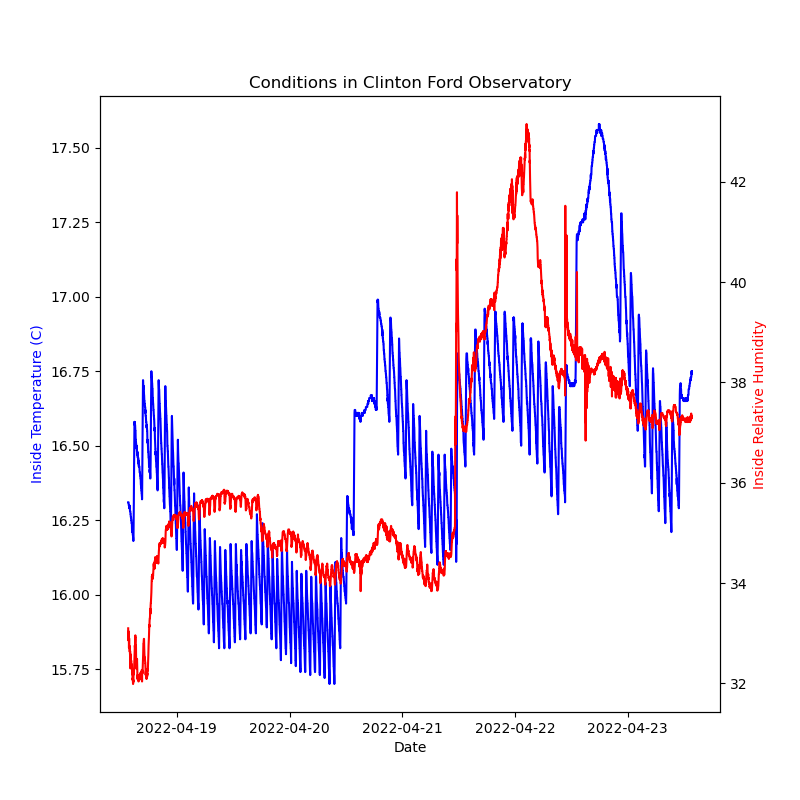 Conditions in Clinton Ford Observatory
17.50
17.25
17.00
16.75
16.50
16.25
16.00
15.75
Inside Temperature (C)
42
40
38
36
34
32
Inside Relative Humidity
2022-04-19 2022-04-20 2022-04-21 2022-04-22 2022-04-23
Date